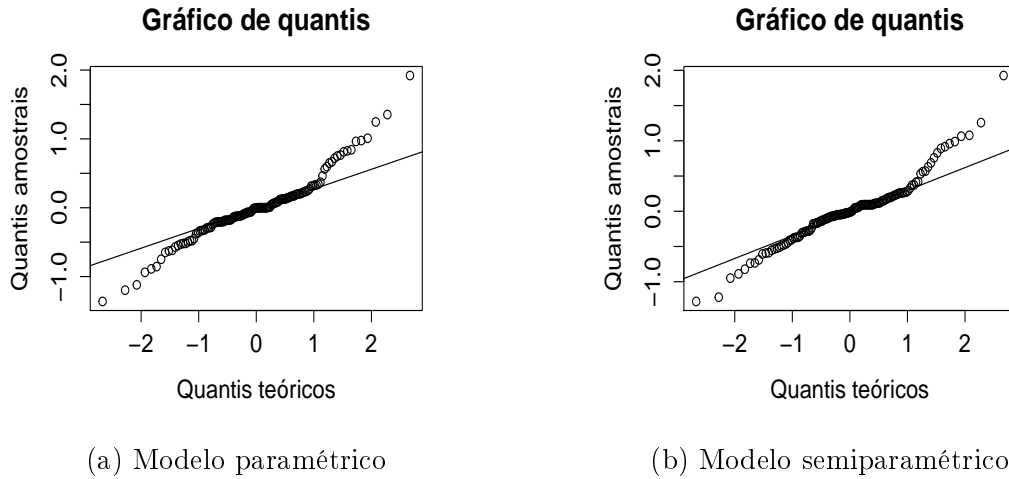 Gráfico de quantis
Quantis amostrais
−1.0 0.0 1.0 2.0
−2 −1 0 1 2
Quantis teóricos
(a) Modelo paramétrico
Gráfico de quantis
Quantis amostrais
−1.0 0.0 1.0 2.0
−2 −1 0 1 2
Quantis teóricos
(b) Modelo semiparamétrico